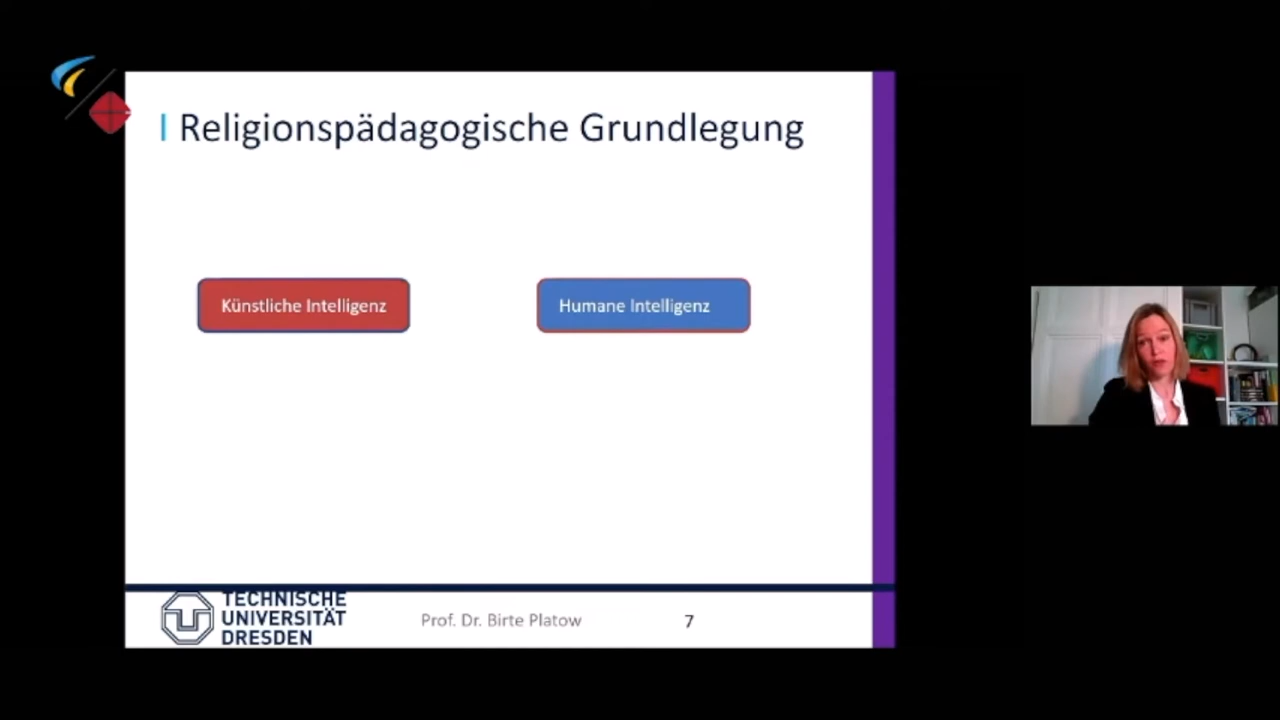 Religionspädagogische Grundlegung
Künstliche Intelligenz
Humane Intelligenz
TECHNISCHE
UNIVERSITÄT
DRESDEN
Prof. Dr. Birte Platow
7